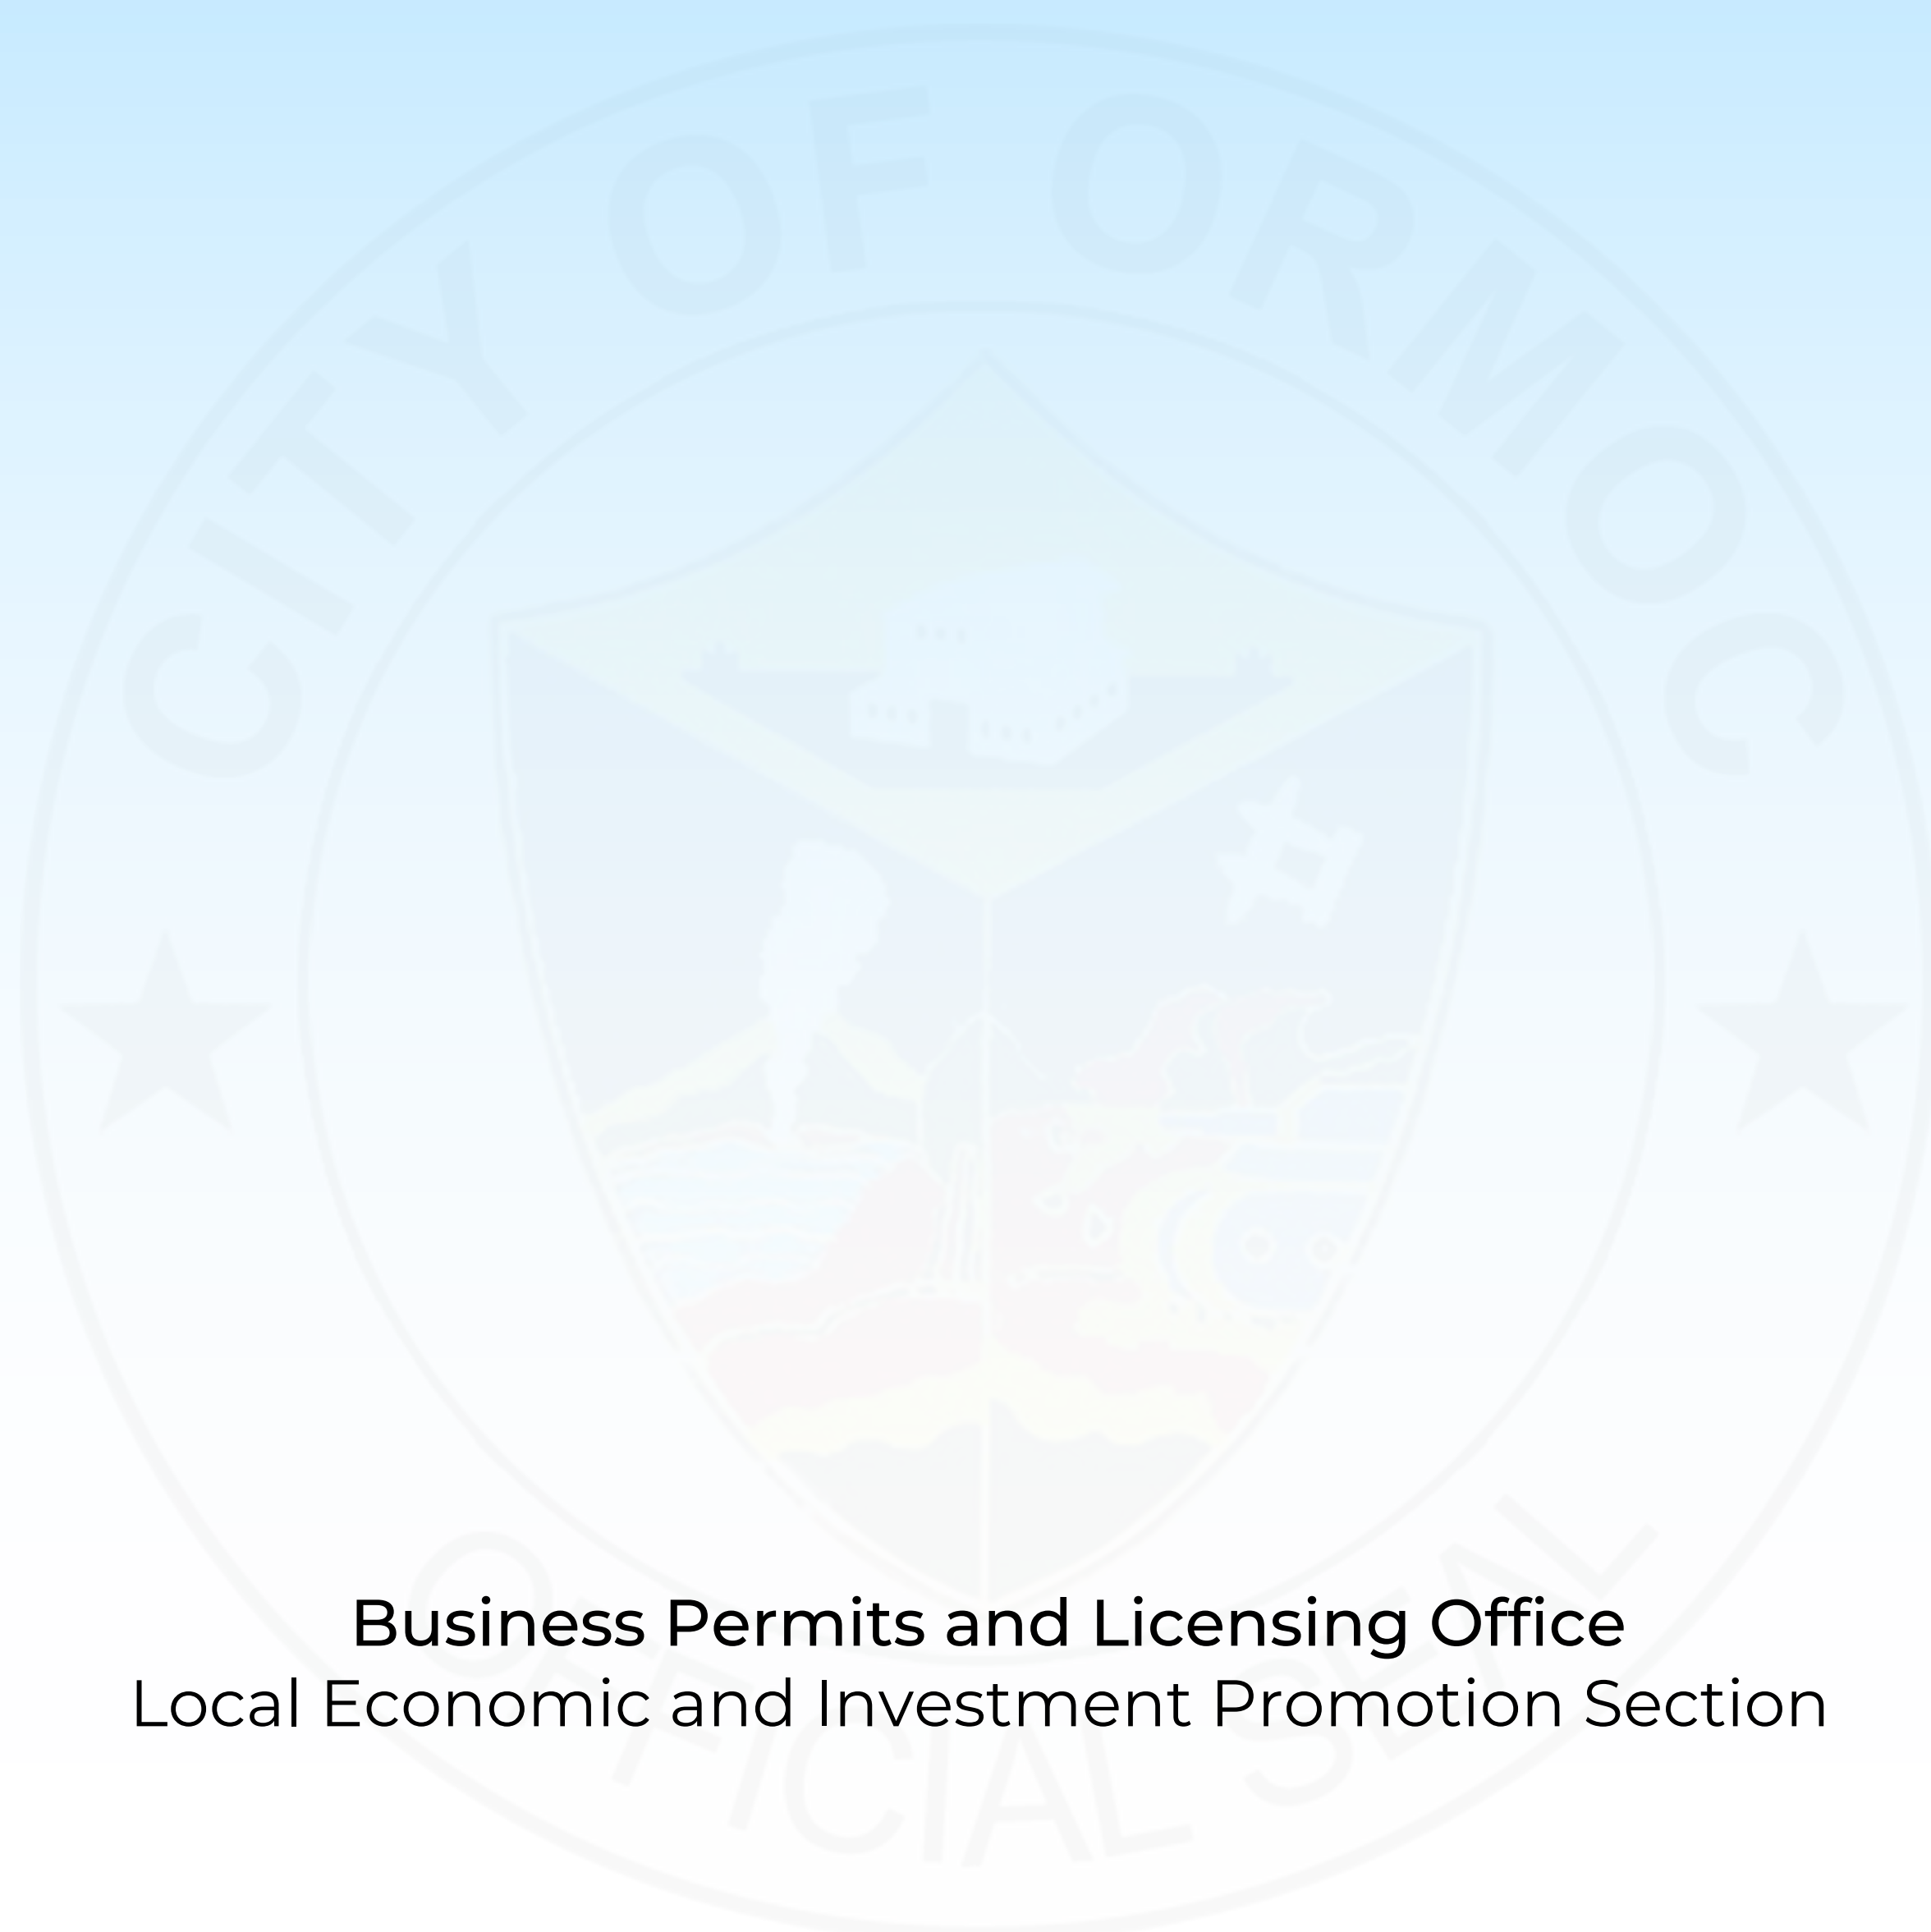 CITY OF ORMOC
Business Permits and Licensing Office
Local Economic and Investment Promotion Section
OFFICIAL SEAL